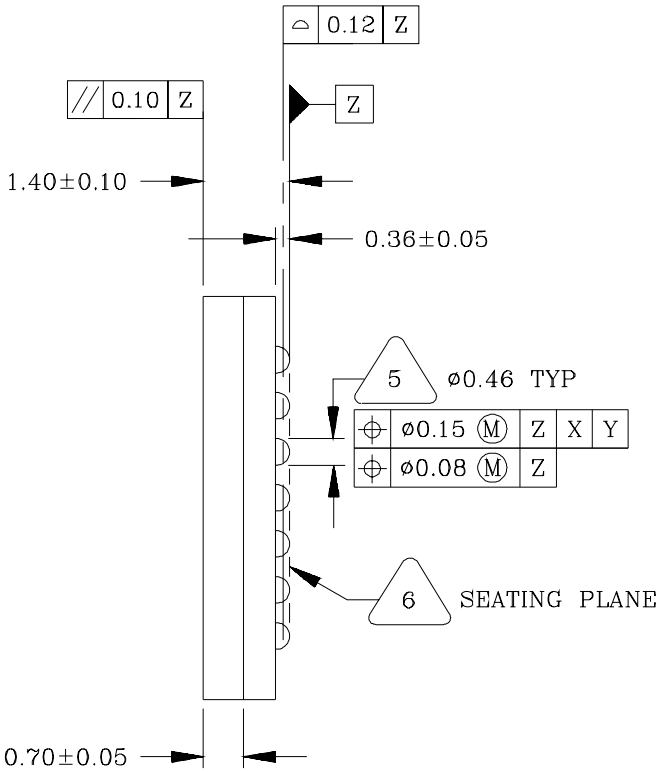 ⌓ 0.12 Z
// 0.10 Z
Z
1.40±0.10
0.36±0.05
5 ø0.46 TYP
⌖ ø0.15 Ⓜ Z X Y
⌖ ø0.08 Ⓜ Z
6 SEATING PLANE
0.70±0.05